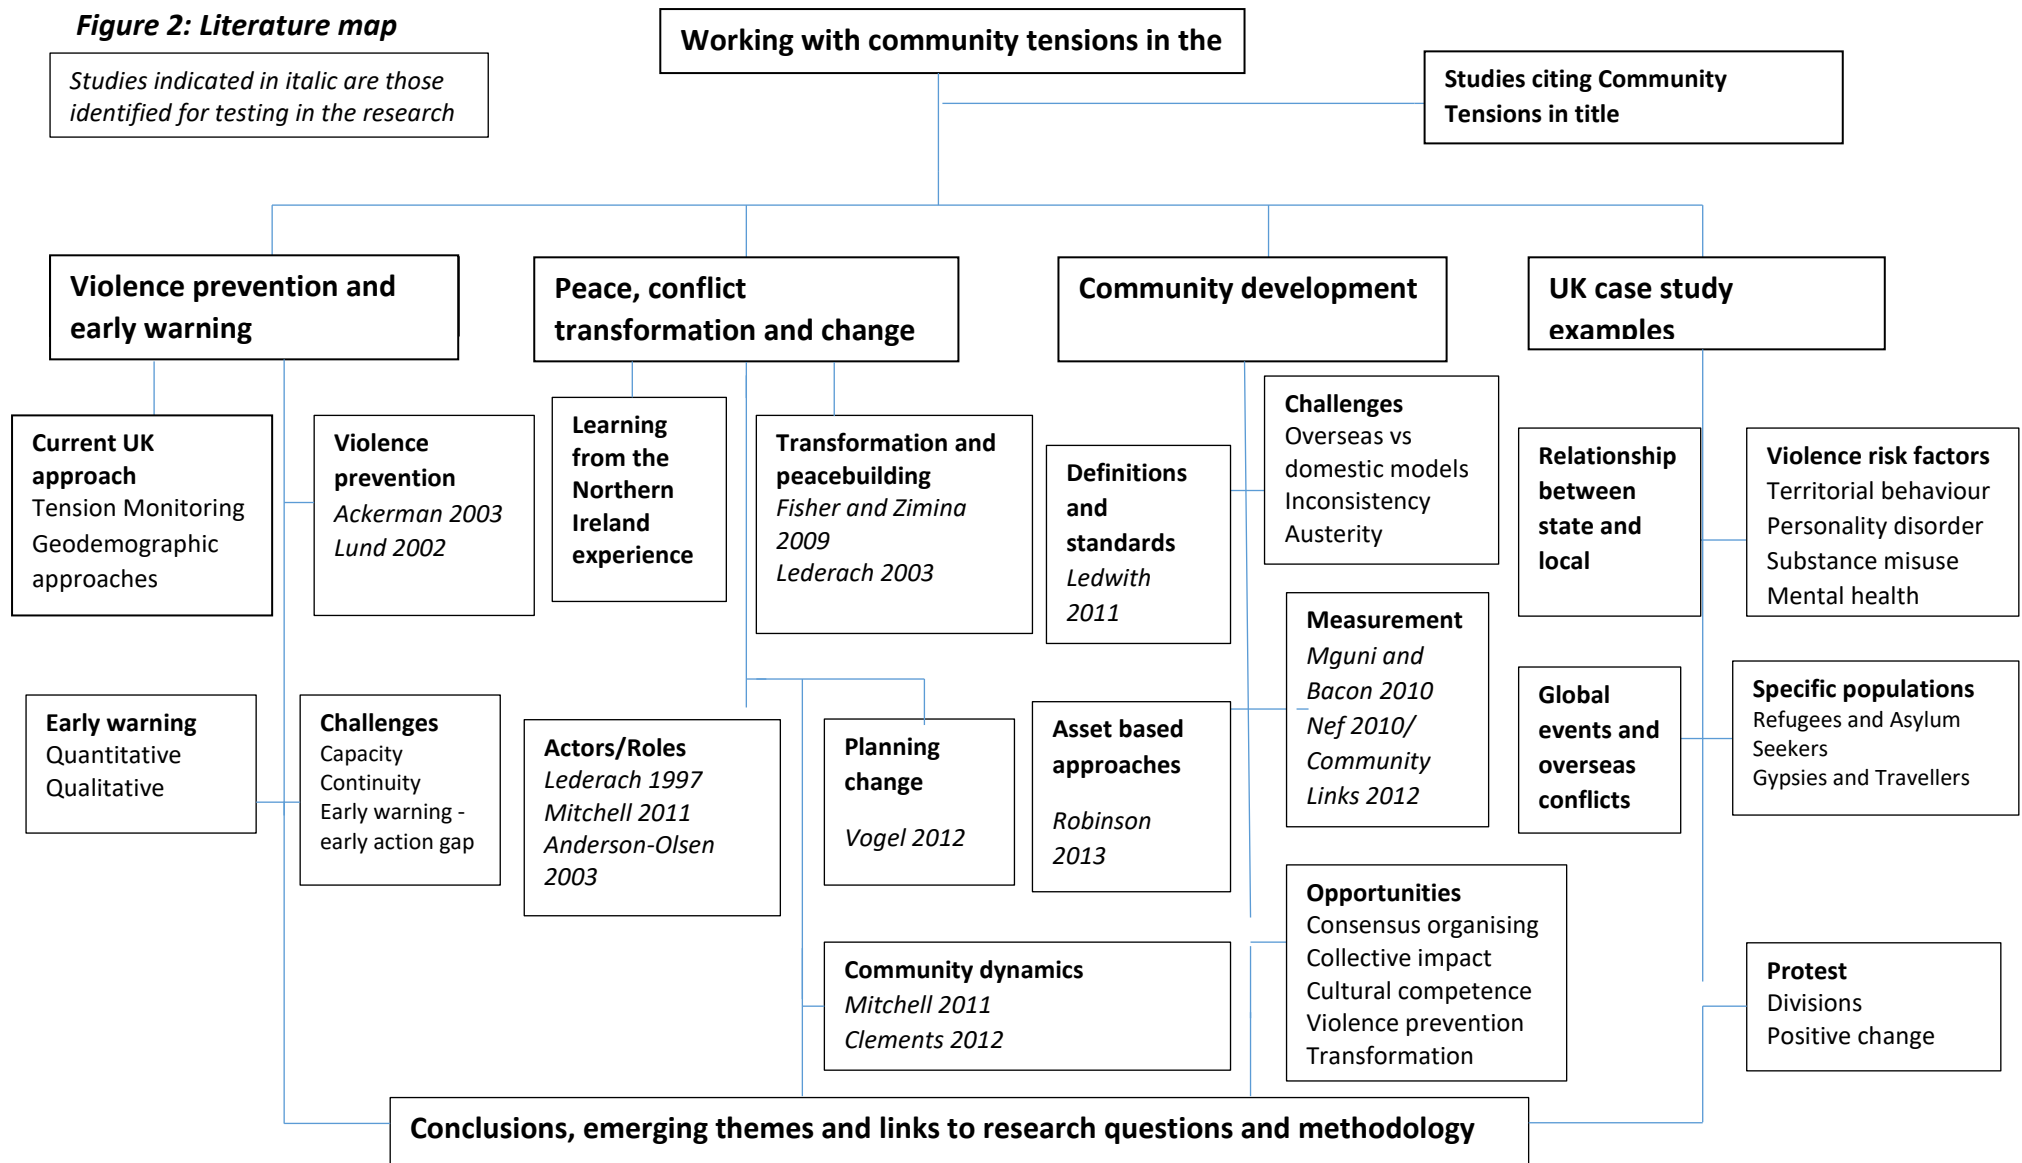 Figure 2: Literature map
Studies indicated in italic are those
identified for testing in the research
Working with community tensions in the
Studies citing Community
Tensions in title
Violence prevention and
early warning
Peace, conflict
transformation and change
Community development
UK case study
examples
Current UK
approach
Tension Monitoring
Geodemographic
approaches
Violence
prevention
Ackerman 2003
Lund 2002
Learning
from the
Northern
Ireland
experience
Transformation and
peacebuilding
Fisher and Zimina
2009
Lederach 2003
Definitions
and
standards
Ledwith
2011
Challenges
Overseas vs
domestic models
Inconsistency
Austerity
Relationship
between
state and
local
Violence risk factors
Territorial behaviour
Personality disorder
Substance misuse
Mental health
Early warning
Quantitative
Qualitative
Challenges
Capacity
Continuity
Early warning -
early action gap
Actors/Roles
Lederach 1997
Mitchell 2011
Anderson-Olsen
2003
Planning
change
Vogel 2012
Asset based
approaches
Robinson
2013
Measurement
Mguni and
Bacon 2010
Nef 2010/
Community
Links 2012
Global
events and
overseas
conflicts
Specific populations
Refugees and Asylum
Seekers
Gypsies and Travellers
Community dynamics
Mitchell 2011
Clements 2012
Opportunities
Consensus organising
Collective impact
Cultural competence
Violence prevention
Transformation
Protest
Divisions
Positive change
Conclusions, emerging themes and links to research questions and methodology